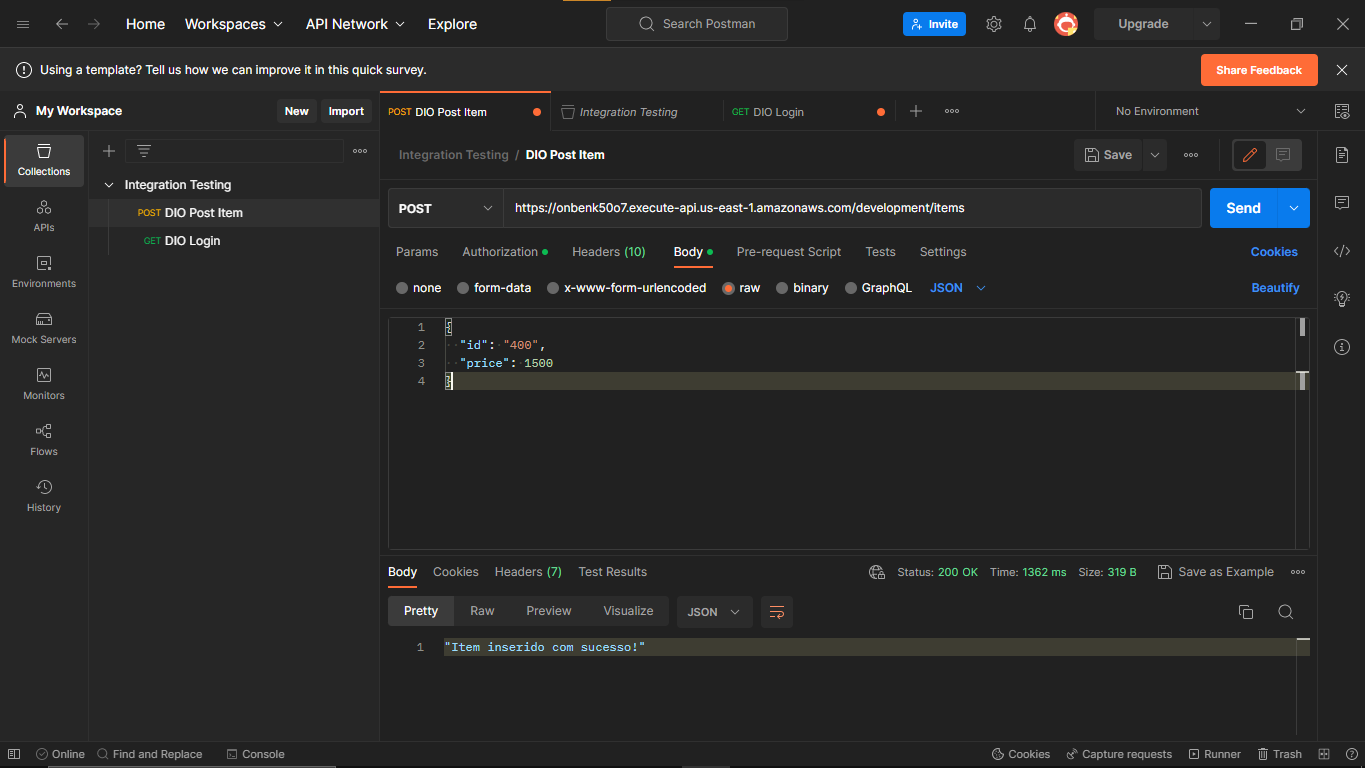 Home Workspaces API Network Explore Search Postman Invite Upgrade
Using a template? Tell us how we can improve it in this quick survey. Share Feedback
My Workspace New Import
POST DIO Post Item Integration Testing GET DIO Login No Environment
Collections
APIs
Environments
Mock Servers
Monitors
Flows
History
Integration Testing
POST DIO Post Item
GET DIO Login
Integration Testing / DIO Post Item Save
POST https://onbenk50o7.execute-api.us-east-1.amazonaws.com/development/items Send
Params Authorization Headers (10) Body Pre-request Script Tests Settings Cookies
none form-data x-www-form-urlencoded raw binary GraphQL JSON Beautify
1 {
2 "id": "400",
3 "price": 1500
4 }
Body Cookies Headers (7) Test Results Status: 200 OK Time: 1362 ms Size: 319 B Save as Example
Pretty Raw Preview Visualize JSON
1 "Item inserido com sucesso!"
Online Find and Replace Console Cookies Capture requests Runner Trash